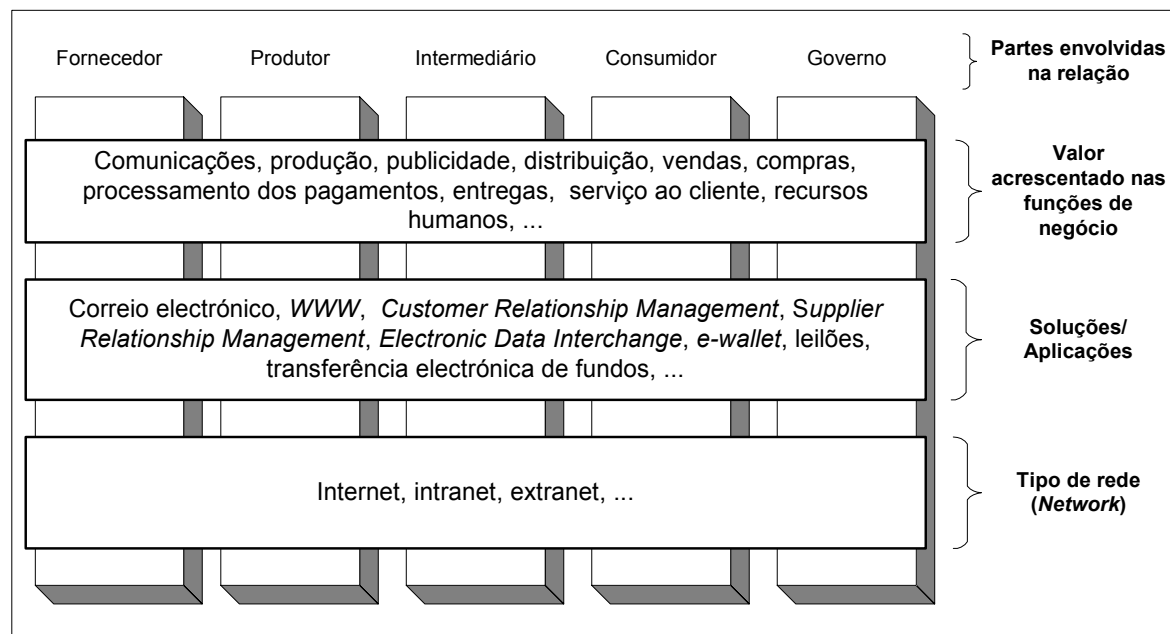 Fornecedor
Produtor
Intermediário
Consumidor
Governo
Partes envolvidas
na relação
Comunicações, produção, publicidade, distribuição, vendas, compras,
processamento dos pagamentos, entregas, serviço ao cliente, recursos
humanos, ...
Valor
acrescentado nas
funções de
negócio
Correio electrónico, WWW, Customer Relationship Management, Supplier
Relationship Management, Electronic Data Interchange, e-wallet, leilões,
transferência electrónica de fundos, ...
Soluções/
Aplicações
Internet, intranet, extranet, ...
Tipo de rede
(Network)